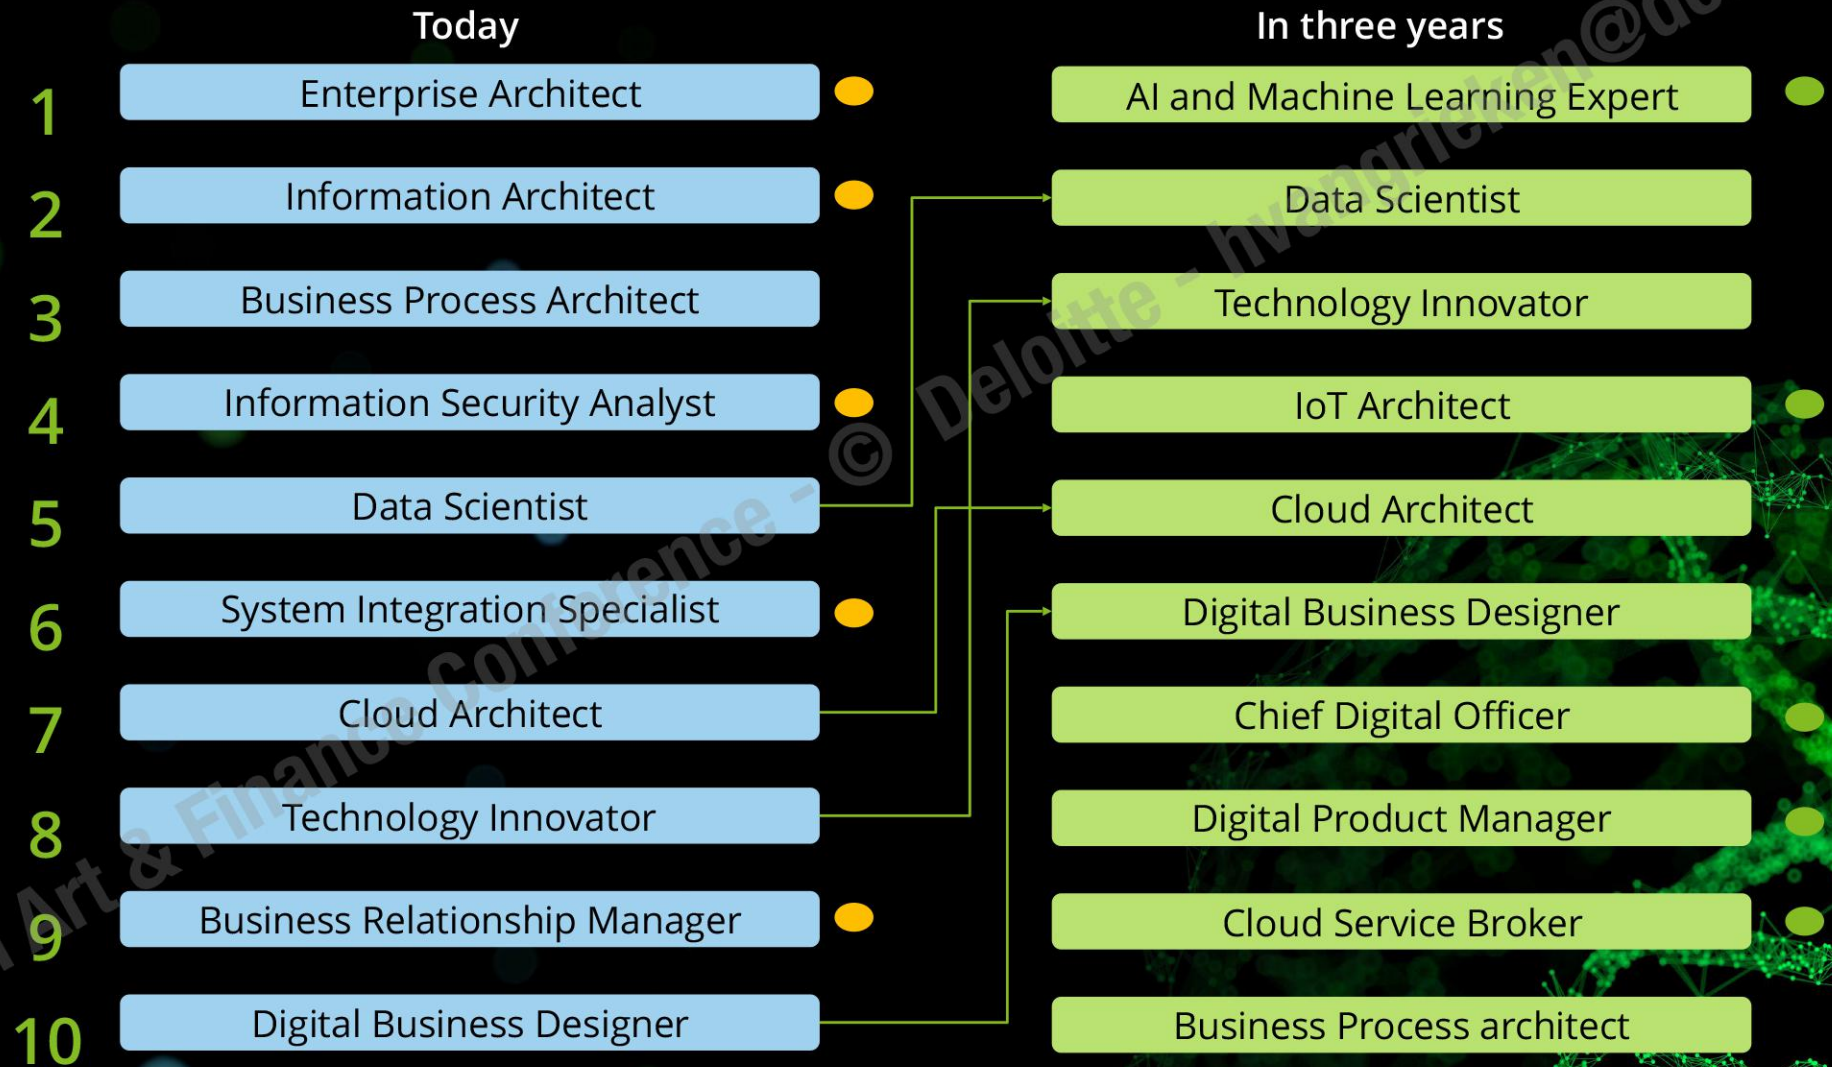 Today
In three years
1
Enterprise Architect
AI and Machine Learning Expert
2
Information Architect
Data Scientist
3
Business Process Architect
Technology Innovator
4
Information Security Analyst
IoT Architect
5
Data Scientist
Cloud Architect
6
System Integration Specialist
Digital Business Designer
7
Cloud Architect
Chief Digital Officer
8
Technology Innovator
Digital Product Manager
9
Business Relationship Manager
Cloud Service Broker
10
Digital Business Designer
Business Process architect
Art & Finance Conference - © Deloitte - hvangrieken@